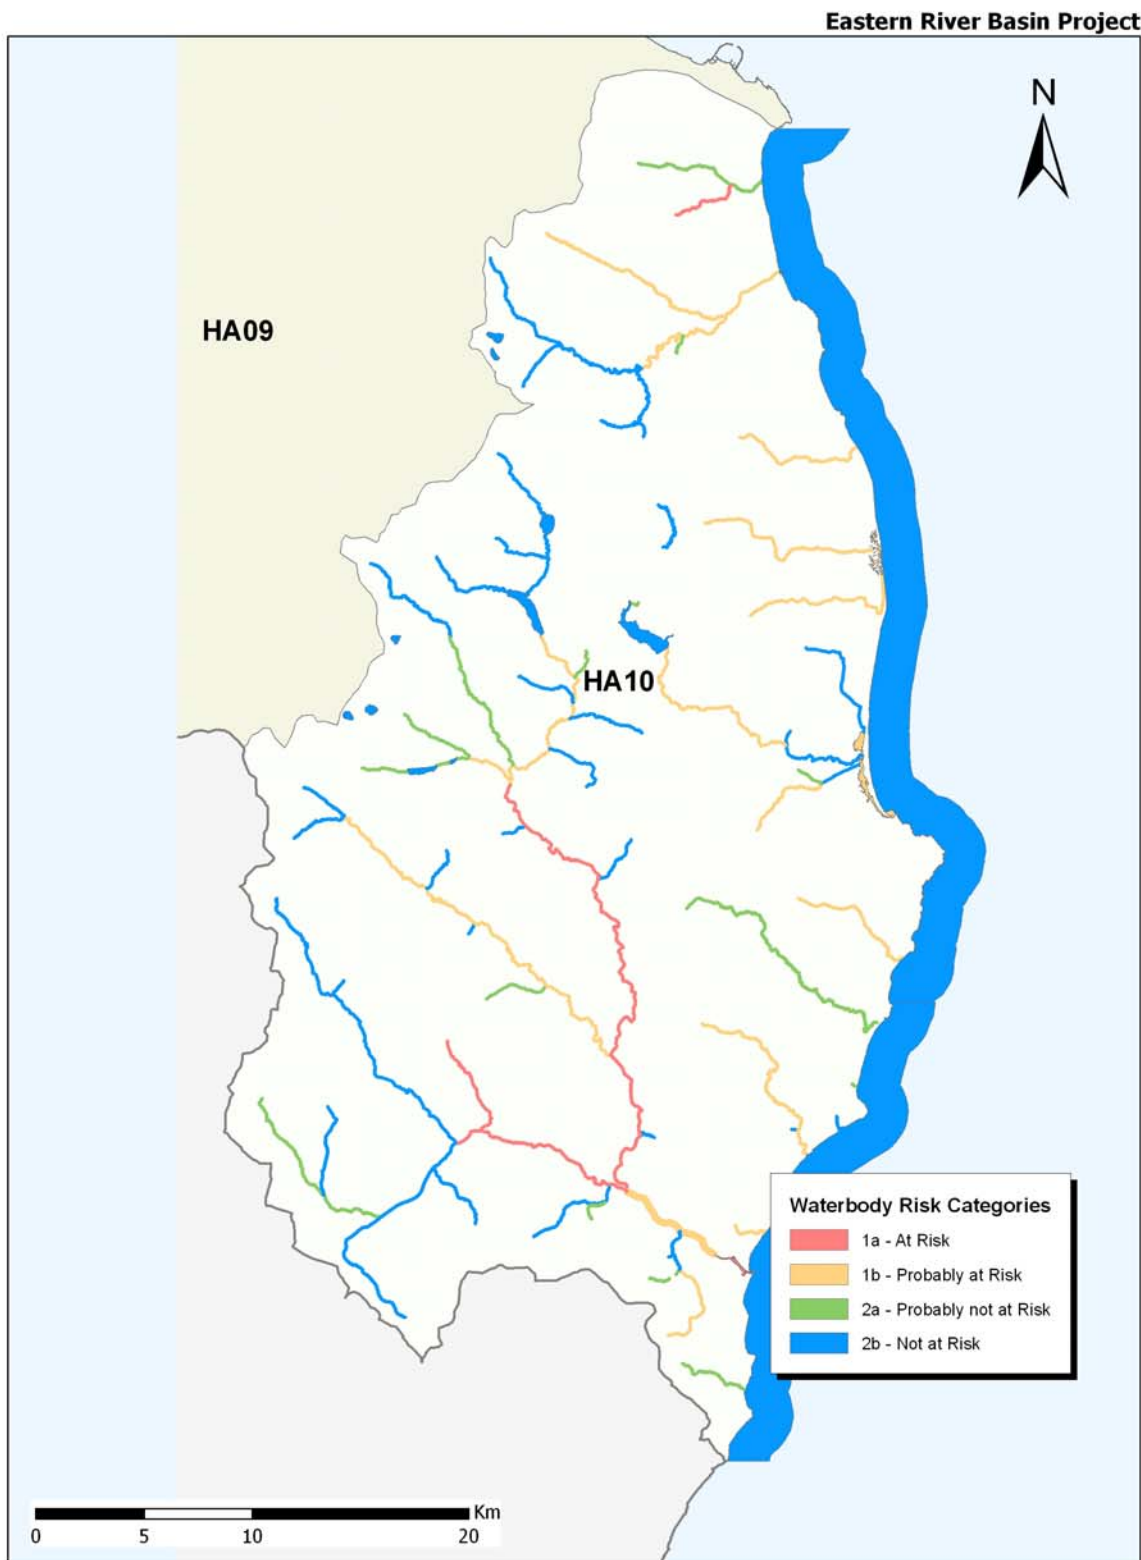 Eastern River Basin Project
N
HA09
HA10
Waterbody Risk Categories
1a - At Risk
1b - Probably at Risk
2a - Probably not at Risk
2b - Not at Risk
Km
0 5 10 20